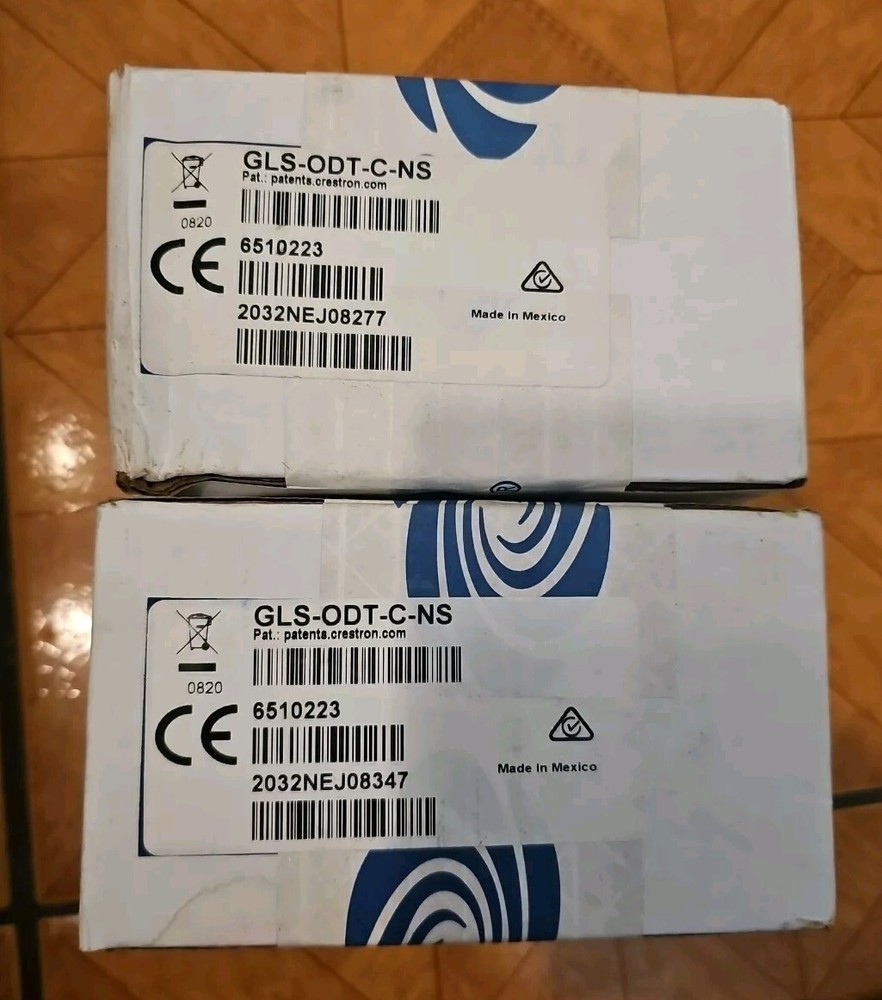 GLS-ODT-C-NS
Pat.: patents.crestron.com
0820
6510223
CE
2032NEJ08277
Made in Mexico
GLS-ODT-C-NS
Pat.: patents.crestron.com
0820
6510223
CE
2032NEJ08347
Made in Mexico